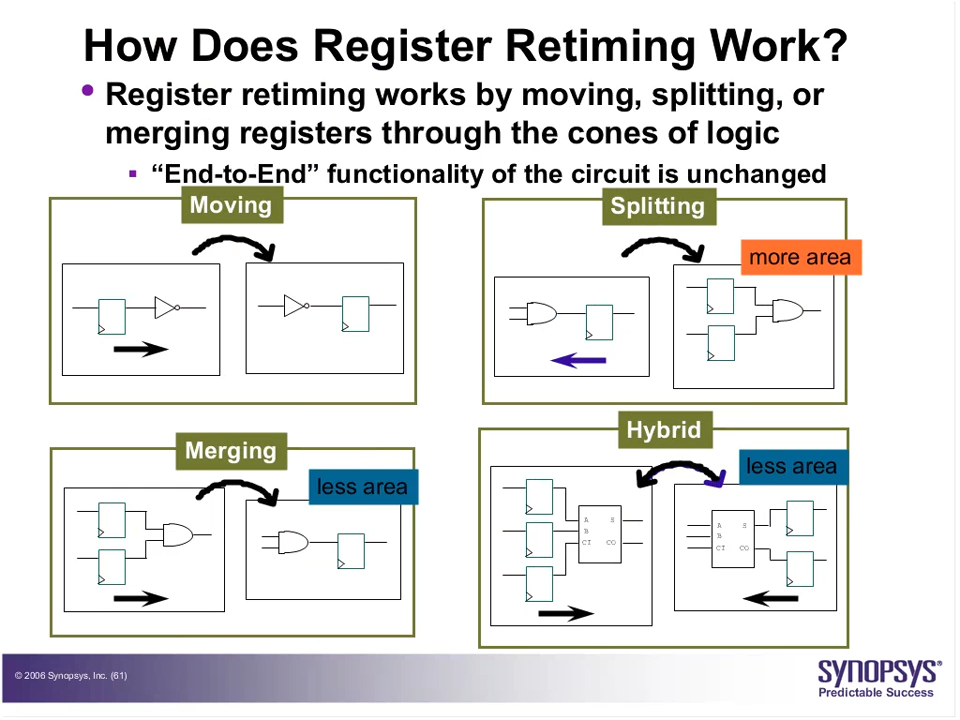 How Does Register Retiming Work?
• Register retiming works by moving, splitting, or
merging registers through the cones of logic
▪ “End-to-End” functionality of the circuit is unchanged
Moving
Splitting
more area
Merging
less area
Hybrid
less area
A S
B
CI CO
A S
B
CI CO
© 2006 Synopsys, Inc. (61)
SYNOPSYS®
Predictable Success